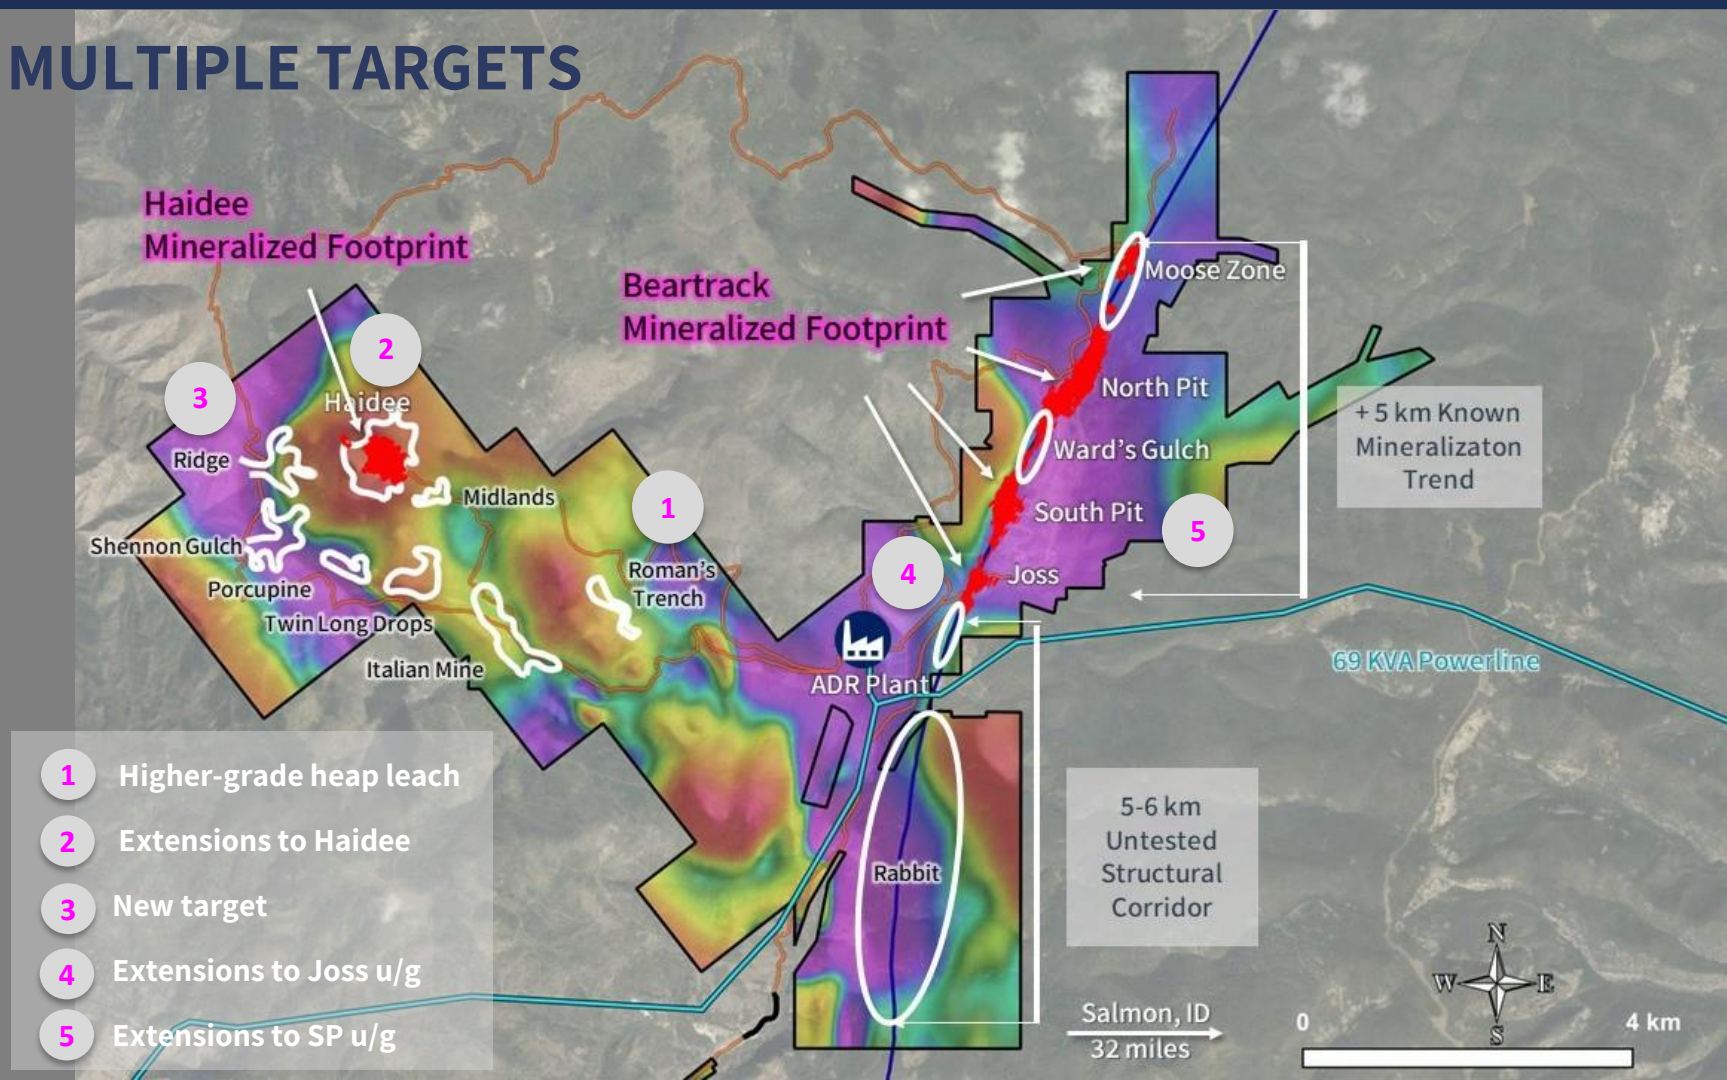 MULTIPLE TARGETS
Haidee
Mineralized Footprint
Beartrack
Mineralized Footprint
2
3
Haidee
Ridge
Midlands
1
Shennon Gulch
Porcupine
Roman's
Trench
Twin Long Drops
Italian Mine
Moose Zone
North Pit
Ward's Gulch
South Pit
5
4
Joss
ADR Plant
+ 5 km Known
Mineralizaton
Trend
69 KVA Powerline
Rabbit
5-6 km
Untested
Structural
Corridor
1 Higher-grade heap leach
2 Extensions to Haidee
3 New target
4 Extensions to Joss u/g
5 Extensions to SP u/g
Salmon, ID
32 miles
N
W E
S
0 4 km